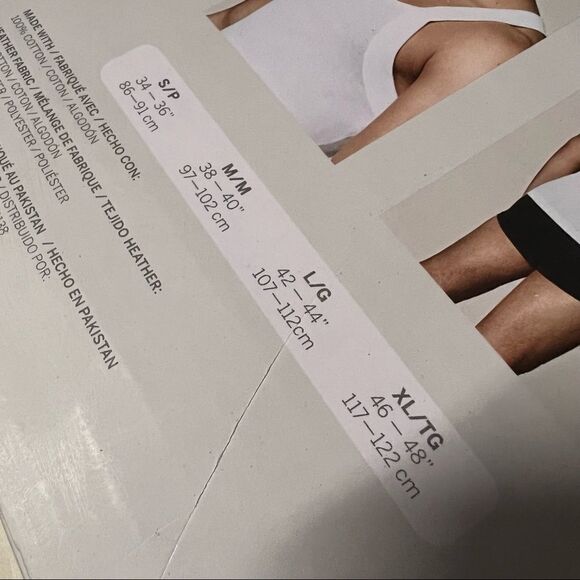 MADE WITH / FABRIQUÉ AVEC / HECHO CON:
100% COTTON / COTON / ALGODÓN
HEATHER FABRIC / MÉLANGE DE FABRIQUE / TEJIDO HEATHER:
COTTON / COTON / ALGODÓN
POLYESTER / POLIÉSTER
AU PAKISTAN / HECHO EN PAKISTAN
/ DISTRIBUIDO POR:
S/P
34 – 36"
86–91 cm
M/M
38 – 40"
97–102 cm
L/G
42 – 44"
107–112cm
XL/TG
46 – 48"
117–122 cm